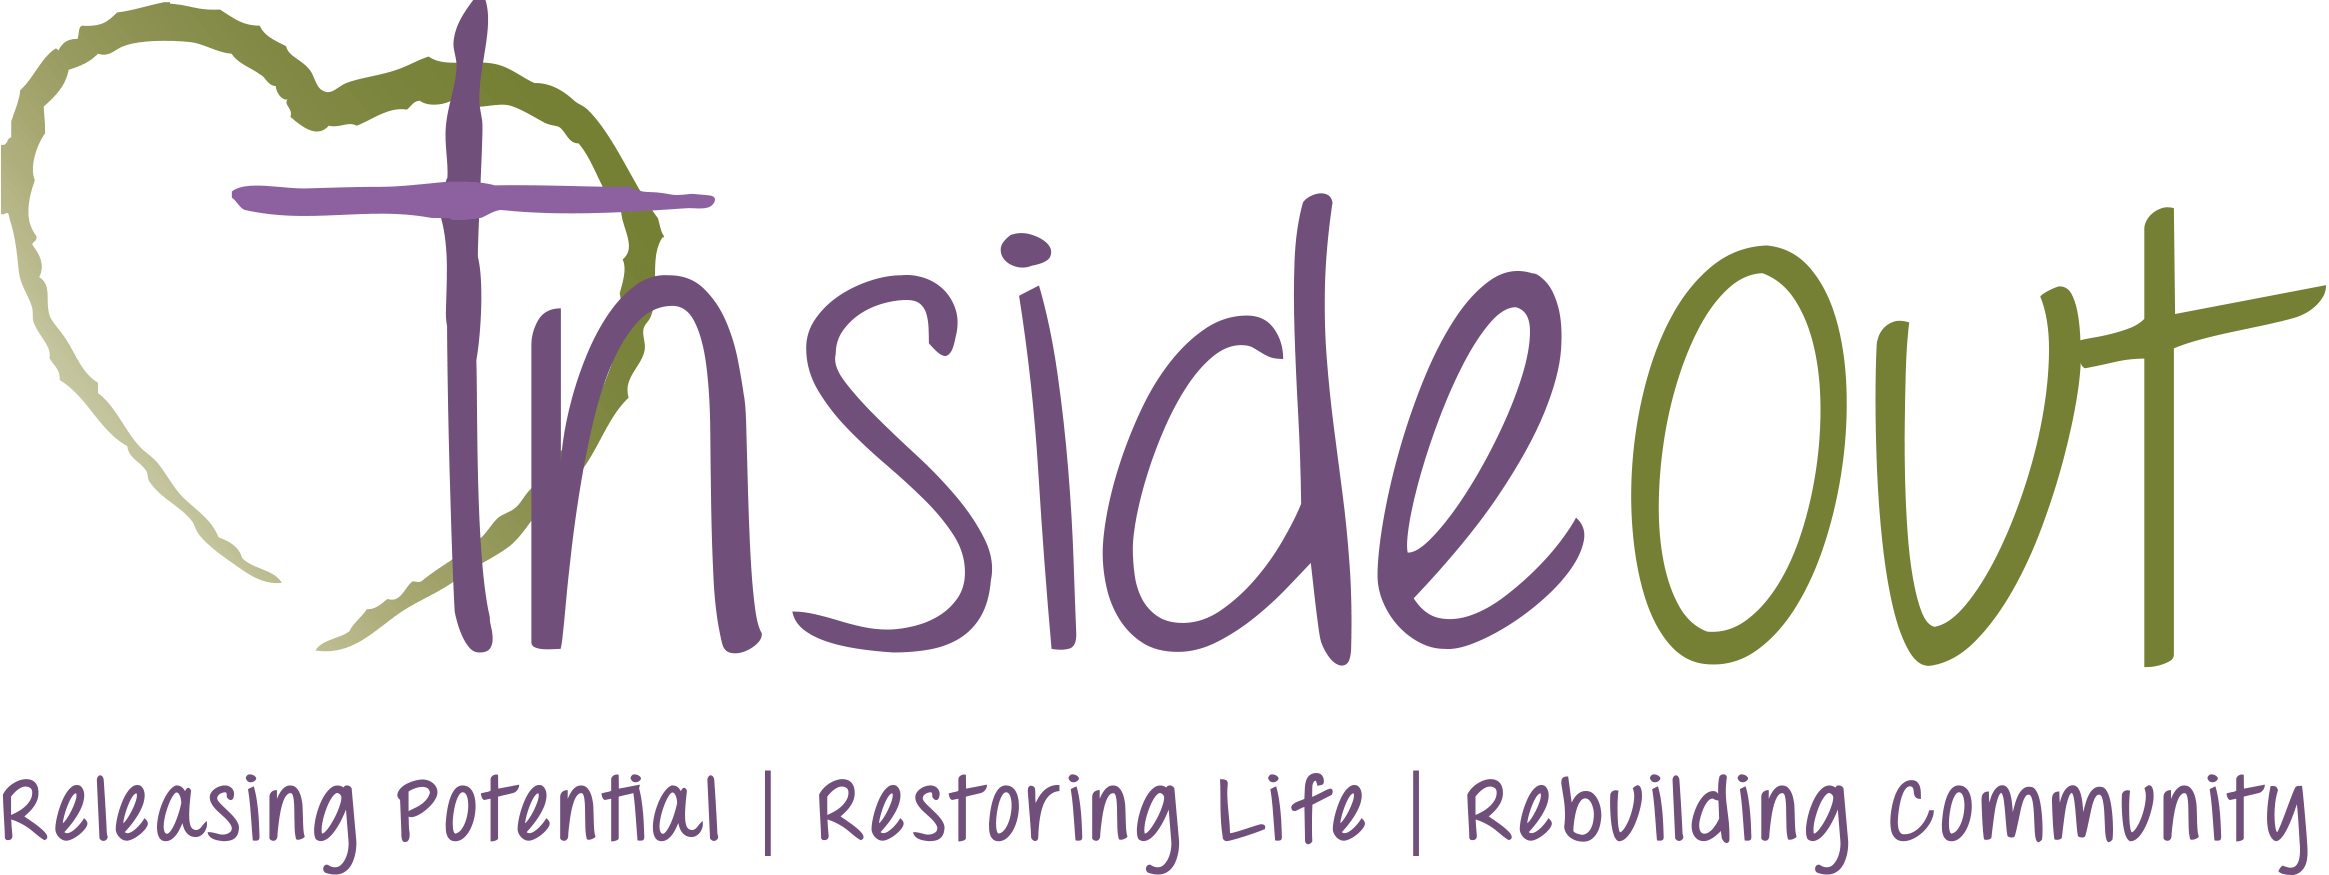 Insideout
Releasing Potential | Restoring Life | Rebuilding Community